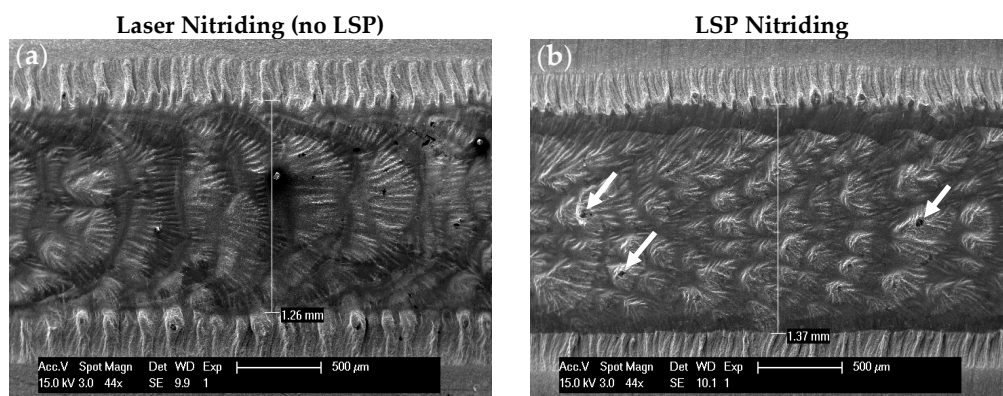 Laser Nitriding (no LSP)
LSP Nitriding
(a)
(b)
1.26 mm
1.37 mm
Acc.V Spot Magn Det WD Exp 500 μm
15.0 kV 3.0 44x SE 9.9 1
Acc.V Spot Magn Det WD Exp 500 μm
15.0 kV 3.0 44x SE 10.1 1